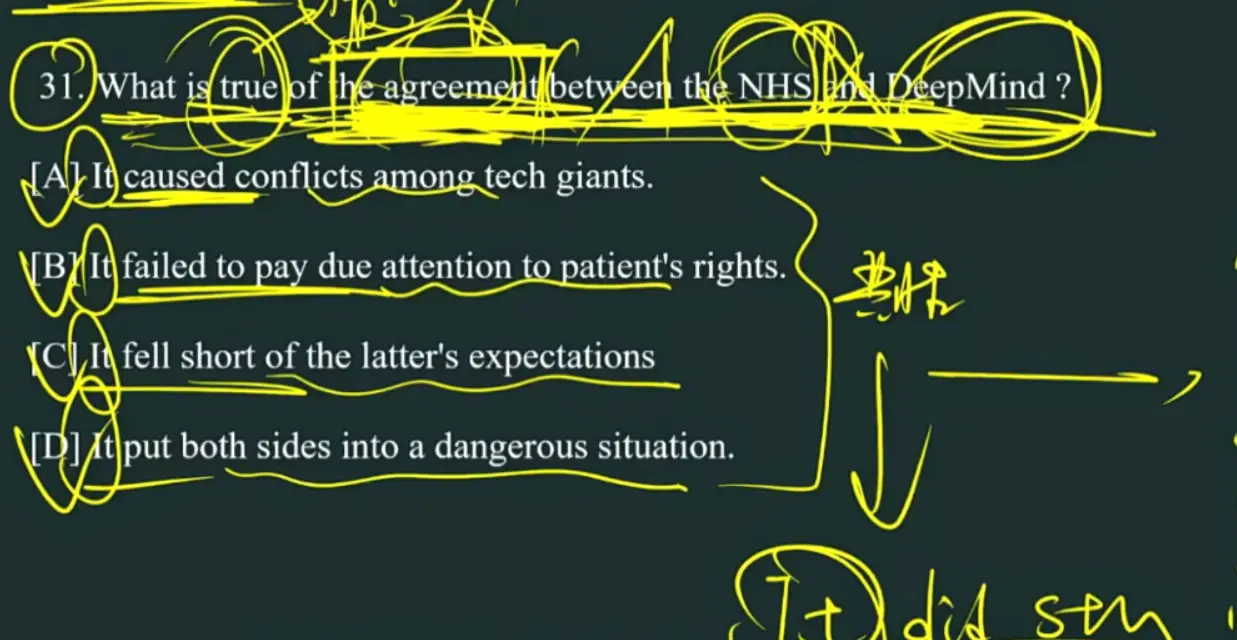 31. What is true of the agreement between the NHS and DeepMind ?
[A] It caused conflicts among tech giants.
[B] It failed to pay due attention to patient's rights.
[C] It fell short of the latter's expectations
[D] It put both sides into a dangerous situation.
It did